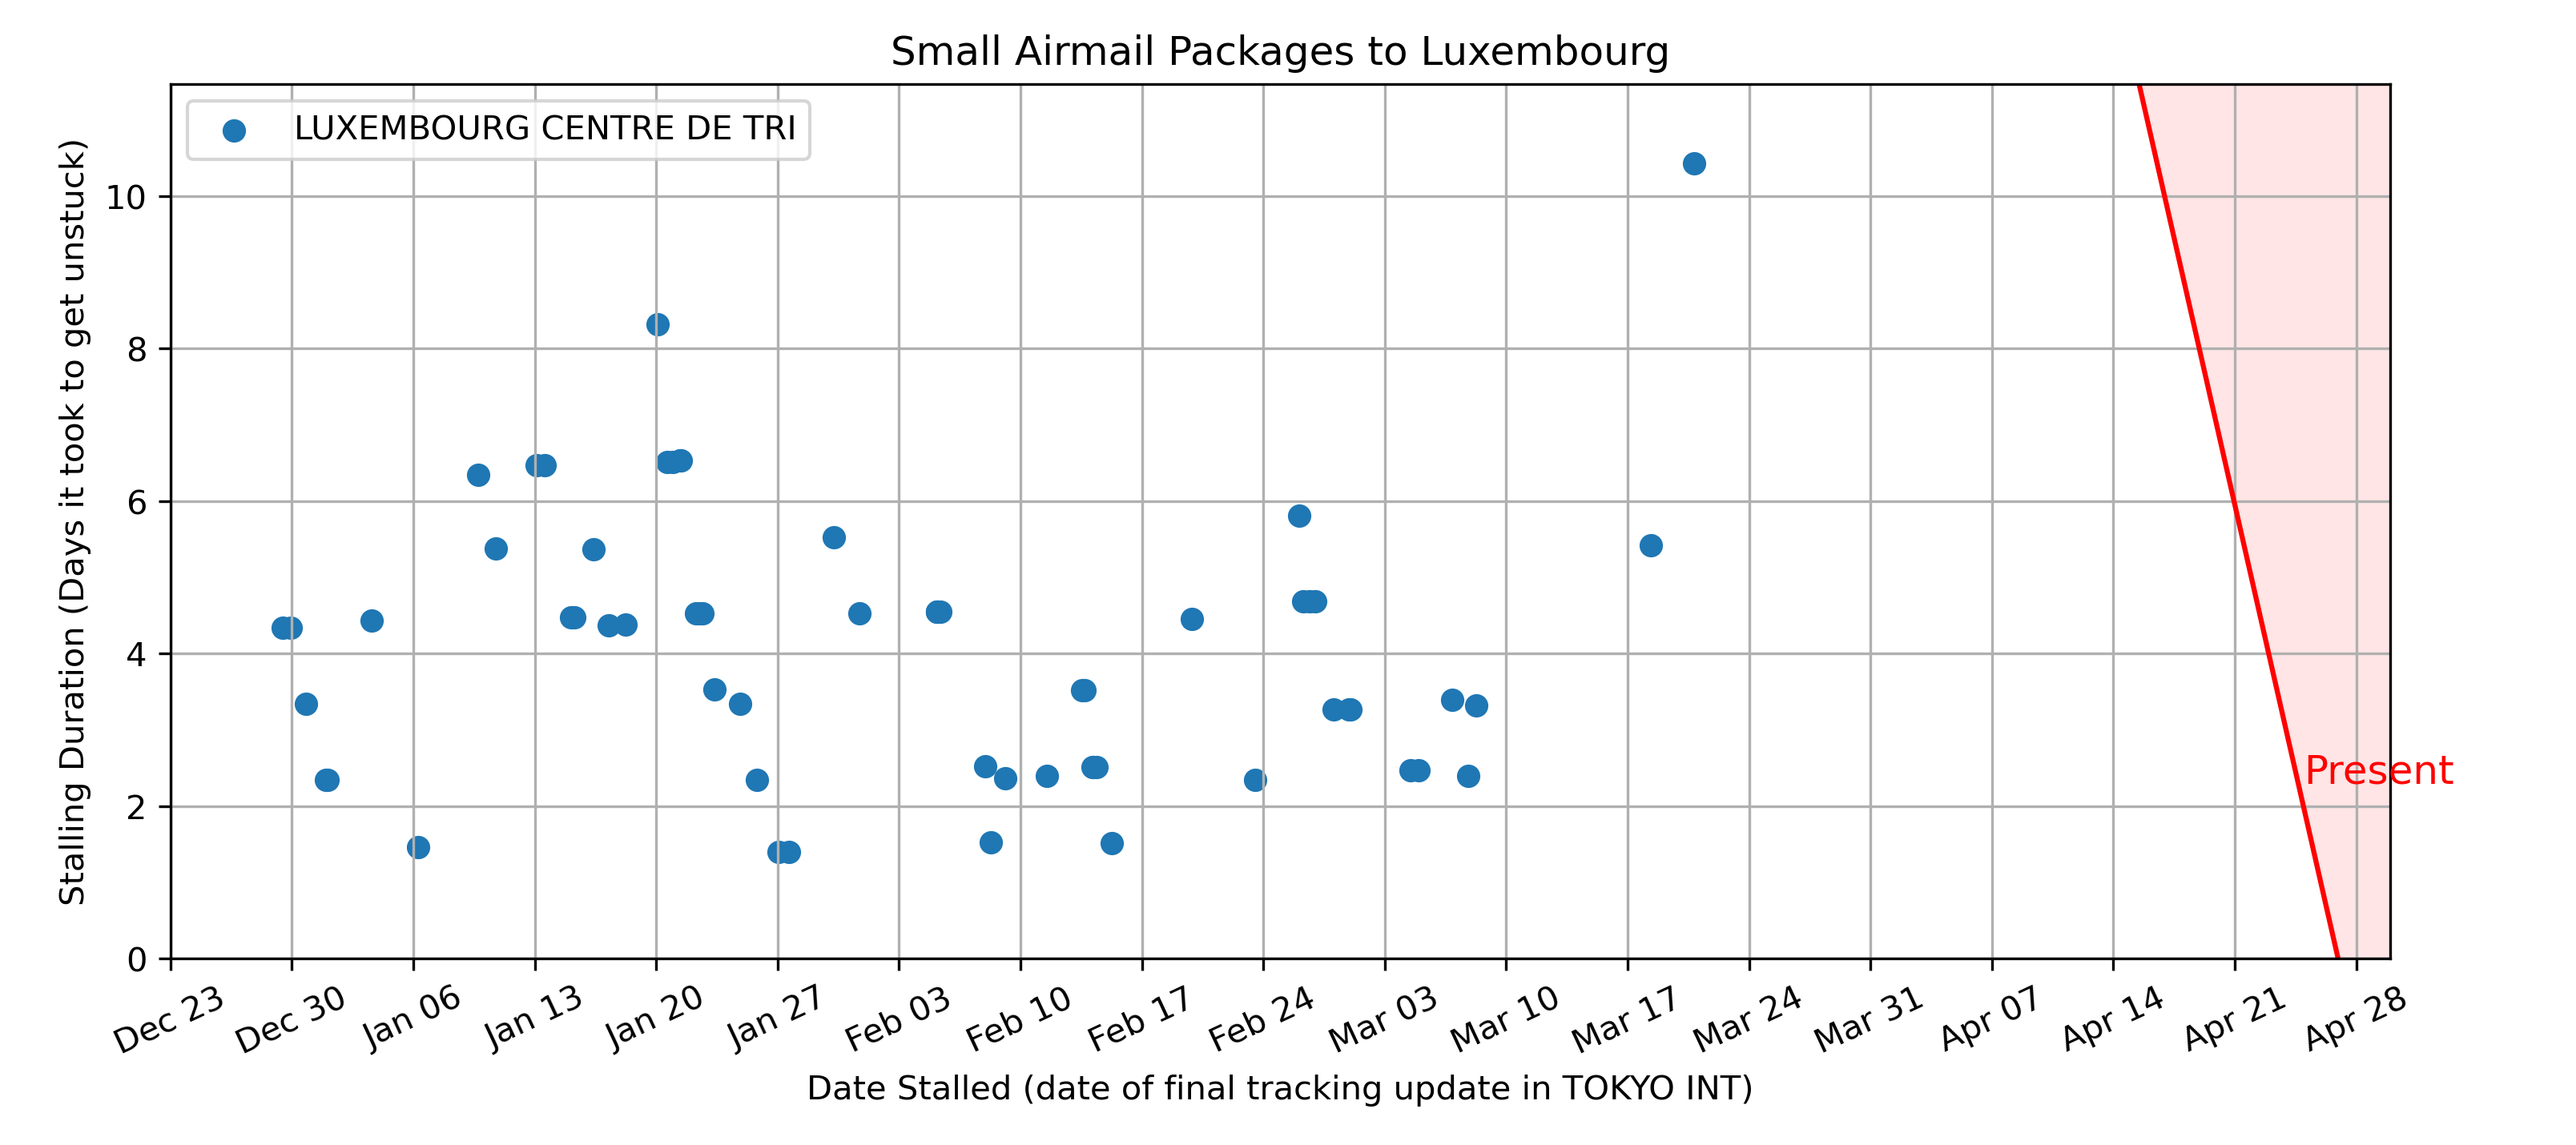 Small Airmail Packages to Luxembourg
LUXEMBOURG CENTRE DE TRI
Stalling Duration (Days it took to get unstuck)
10
8
6
4
2
0
Present
Dec 23
Dec 30
Jan 06
Jan 13
Jan 20
Jan 27
Feb 03
Feb 10
Feb 17
Feb 24
Mar 03
Mar 10
Mar 17
Mar 24
Mar 31
Apr 07
Apr 14
Apr 21
Apr 28
Date Stalled (date of final tracking update in TOKYO INT)